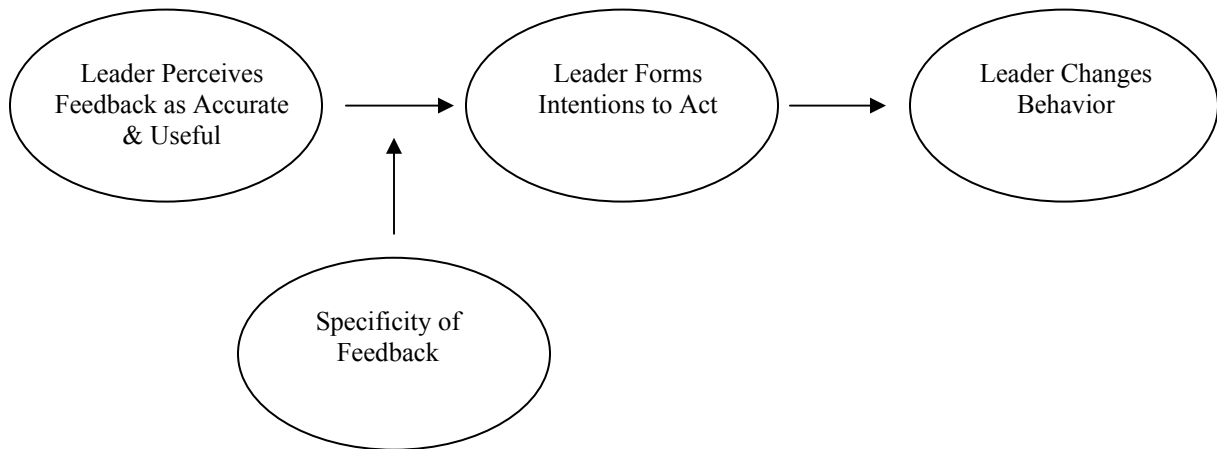 Leader Perceives
Feedback as Accurate
& Useful
Leader Forms
Intentions to Act
Leader Changes
Behavior
Specificity of
Feedback